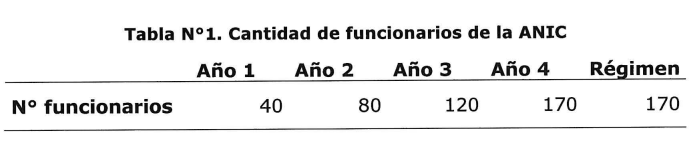 Tabla N°1. Cantidad de funcionarios de la ANIC
Año 1 Año 2 Año 3 Año 4 Régimen
N° funcionarios 40 80 120 170 170